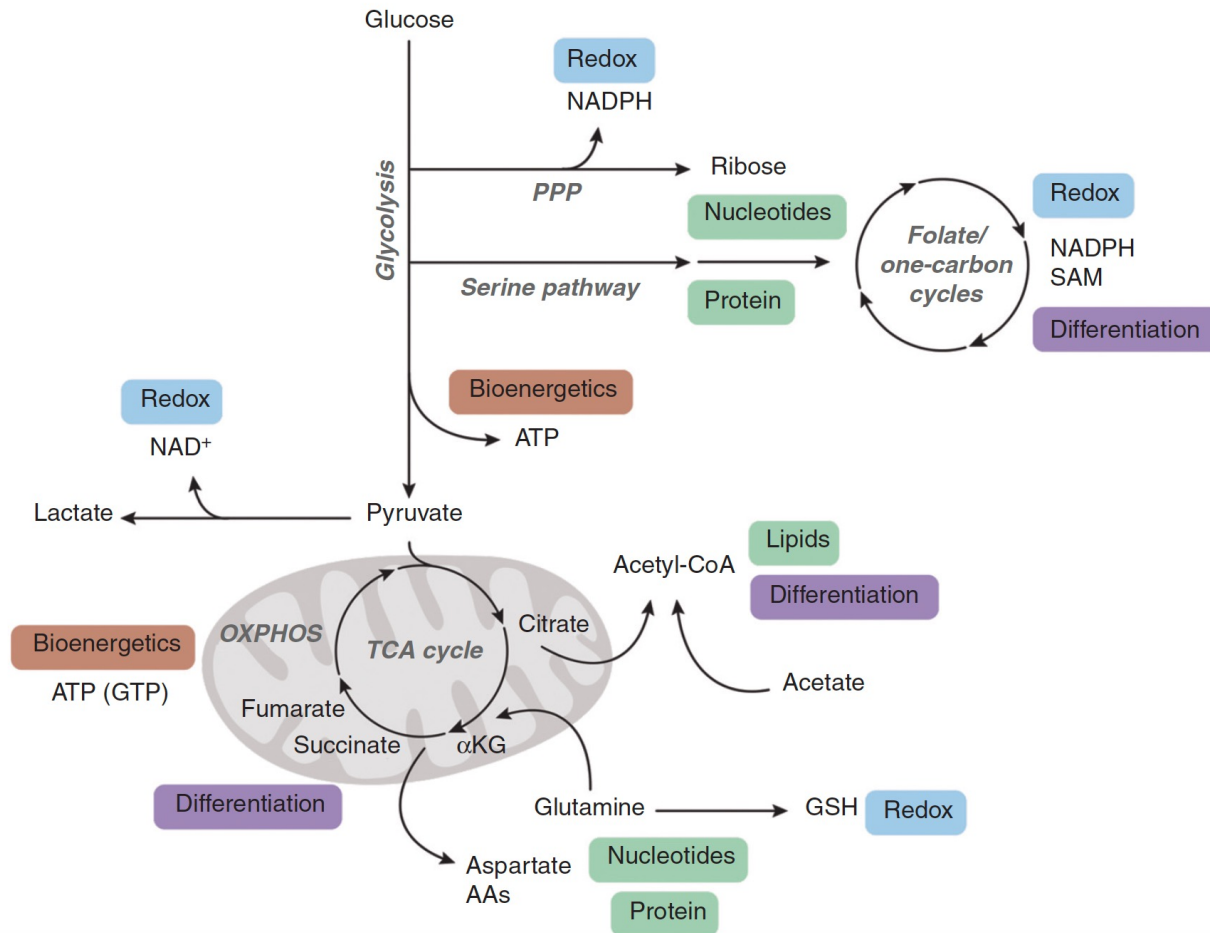 Glucose
Redox
NADPH
Glycolysis
PPP
Ribose
Nucleotides
Serine pathway
Protein
Folate/
one-carbon
cycles
Redox
NADPH
SAM
Differentiation
Bioenergetics
ATP
Redox
NAD⁺
Lactate
Pyruvate
Acetyl-CoA
Lipids
Differentiation
Citrate
Acetate
OXPHOS
TCA cycle
Bioenergetics
ATP (GTP)
Fumarate
Succinate
αKG
Differentiation
Glutamine
GSH
Redox
Aspartate
AAs
Nucleotides
Protein